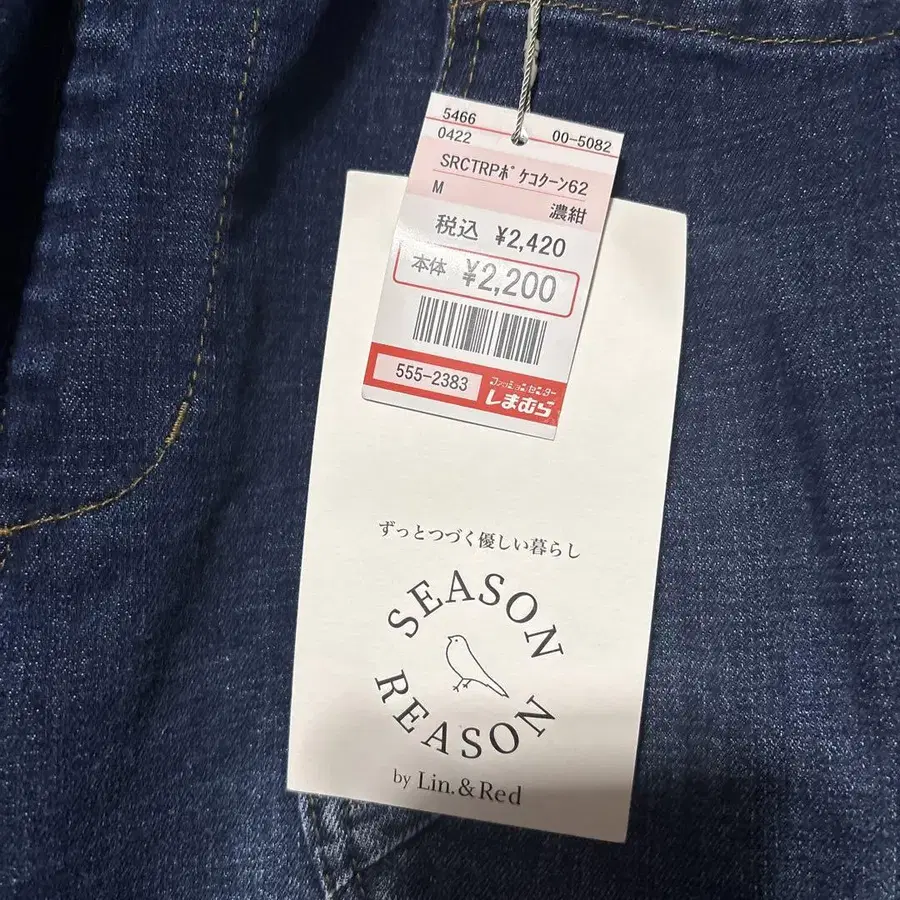 5466
0422
00-5082
SRCTRPﾎﾟｹｺｸｰﾝ62
M
濃紺
税込 ¥2,420
本体 ¥2,200
555-2383
ファッションセンター
しまむら
ずっとつづく優しい暮らし
SEASON
REASON
by Lin.&Red